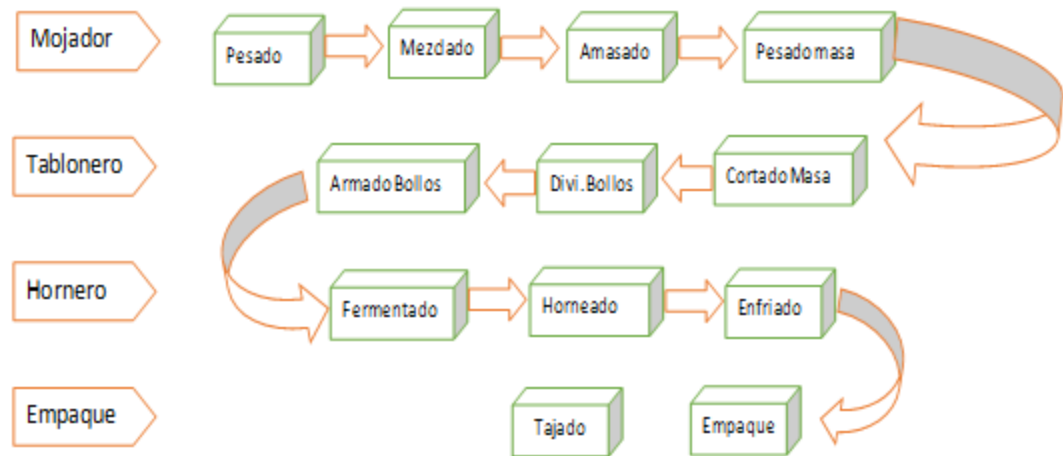 Mojador
Pesado
Mezclado
Amasado
Pesado masa
Tablonero
Armado Bollos
Divi. Bollos
Cortado Masa
Hornero
Fermentado
Horneado
Enfriado
Empaque
Tajado
Empaque